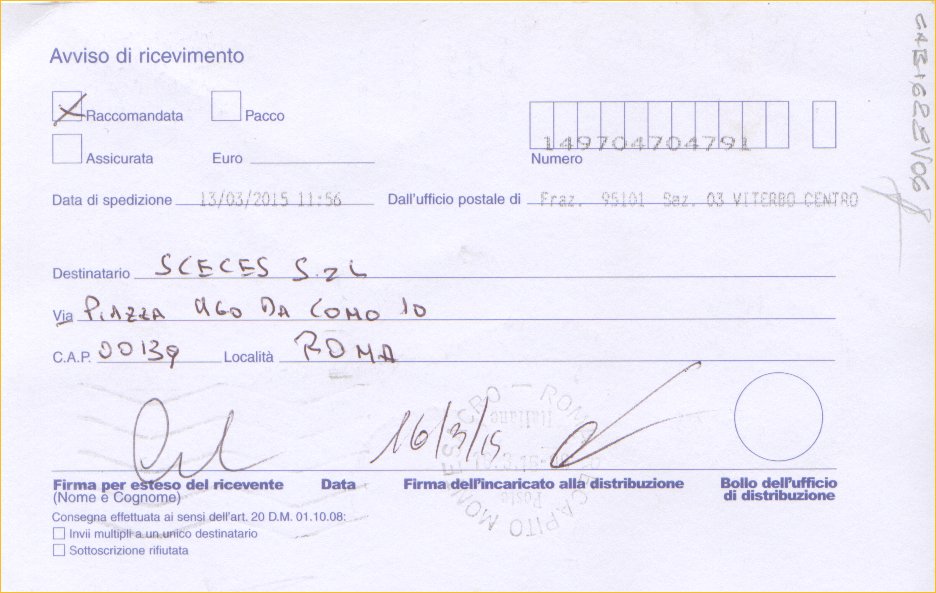 Avviso di ricevimento
Raccomandata
Pacco
Assicurata
Euro
149704704791
Numero
Data di spedizione 13/03/2015 11:56
Dall'ufficio postale di Fraz. 95101 Sez. 03 VITERBO CENTRO
Destinatario SCECES S.r L
Via PIAZZA UGO DA COMO 10
C.A.P. 00139 Località ROMA
16/3/15
Firma per esteso del ricevente
(Nome e Cognome)
Data
Firma dell'incaricato alla distribuzione
Bollo dell'ufficio
di distribuzione
Consegna effettuata ai sensi dell'art. 20 D.M. 01.10.08:
Invii multipli a un unico destinatario
Sottoscrizione rifiutata